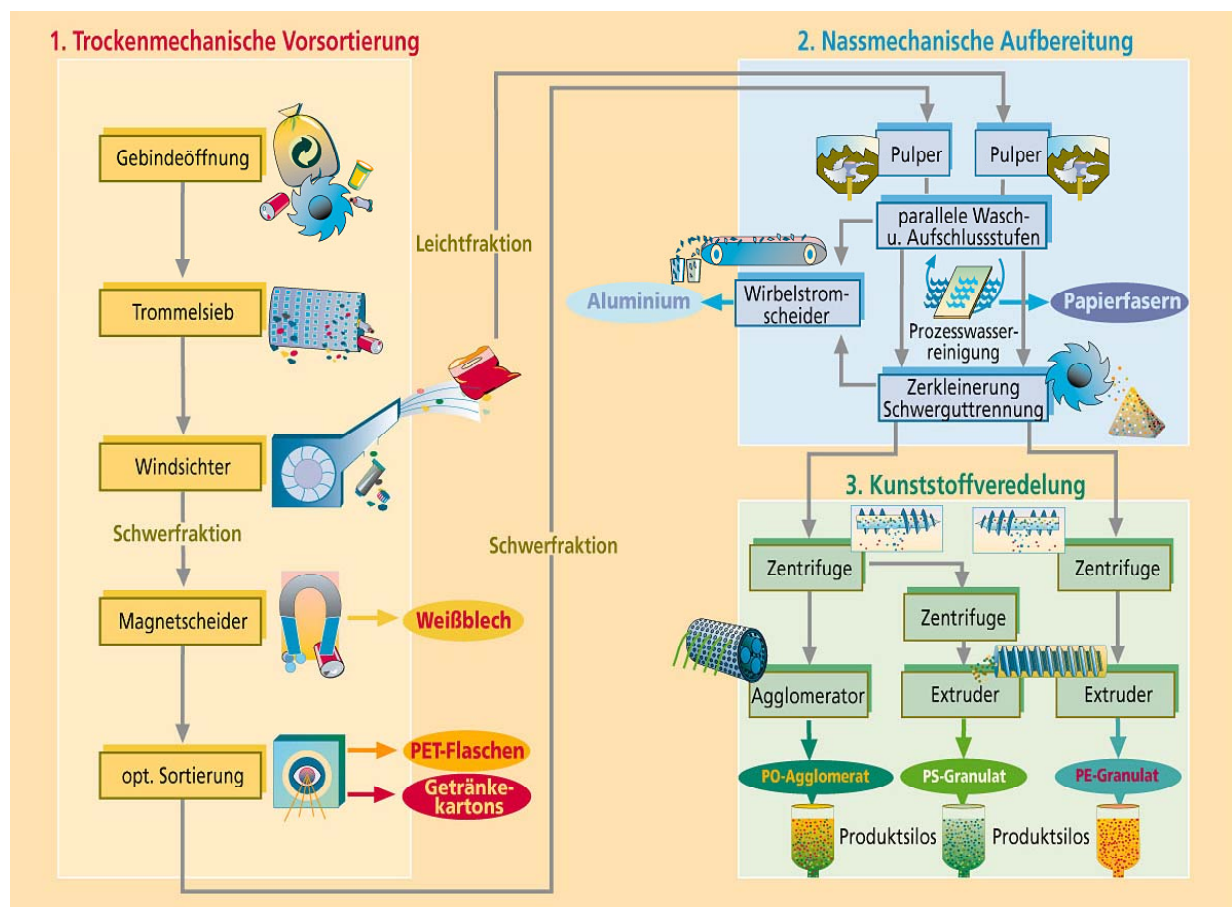 1. Trockenmechanische Vorsortierung
Gebindeöffnung
Trommelsieb
Windsichter
Schwerfraktion
Magnetscheider
Weißblech
opt. Sortierung
PET-Flaschen
Getränke-
kartons
Leichtfraktion
Schwerfraktion
2. Nassmechanische Aufbereitung
Pulper
Pulper
parallele Wasch-
u. Aufschlussstufen
Aluminium
Wirbelstrom-
scheider
Prozesswasser-
reinigung
Papierfasern
Zerkleinerung
Schwerguttrennung
3. Kunststoffveredelung
Zentrifuge
Zentrifuge
Zentrifuge
Agglomerator
Extruder
Extruder
PO-Agglomerat
PS-Granulat
PE-Granulat
Produktsilos
Produktsilos